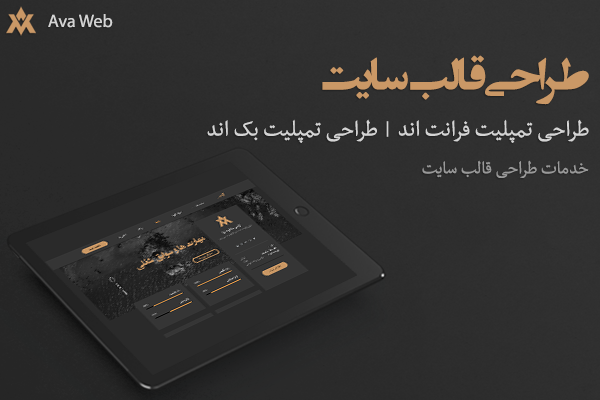 Ava Web
طراحی قالب سایت
طراحی تمپلیت فرانت اند | طراحی تمپلیت بک اند
خدمات طراحی قالب سایت